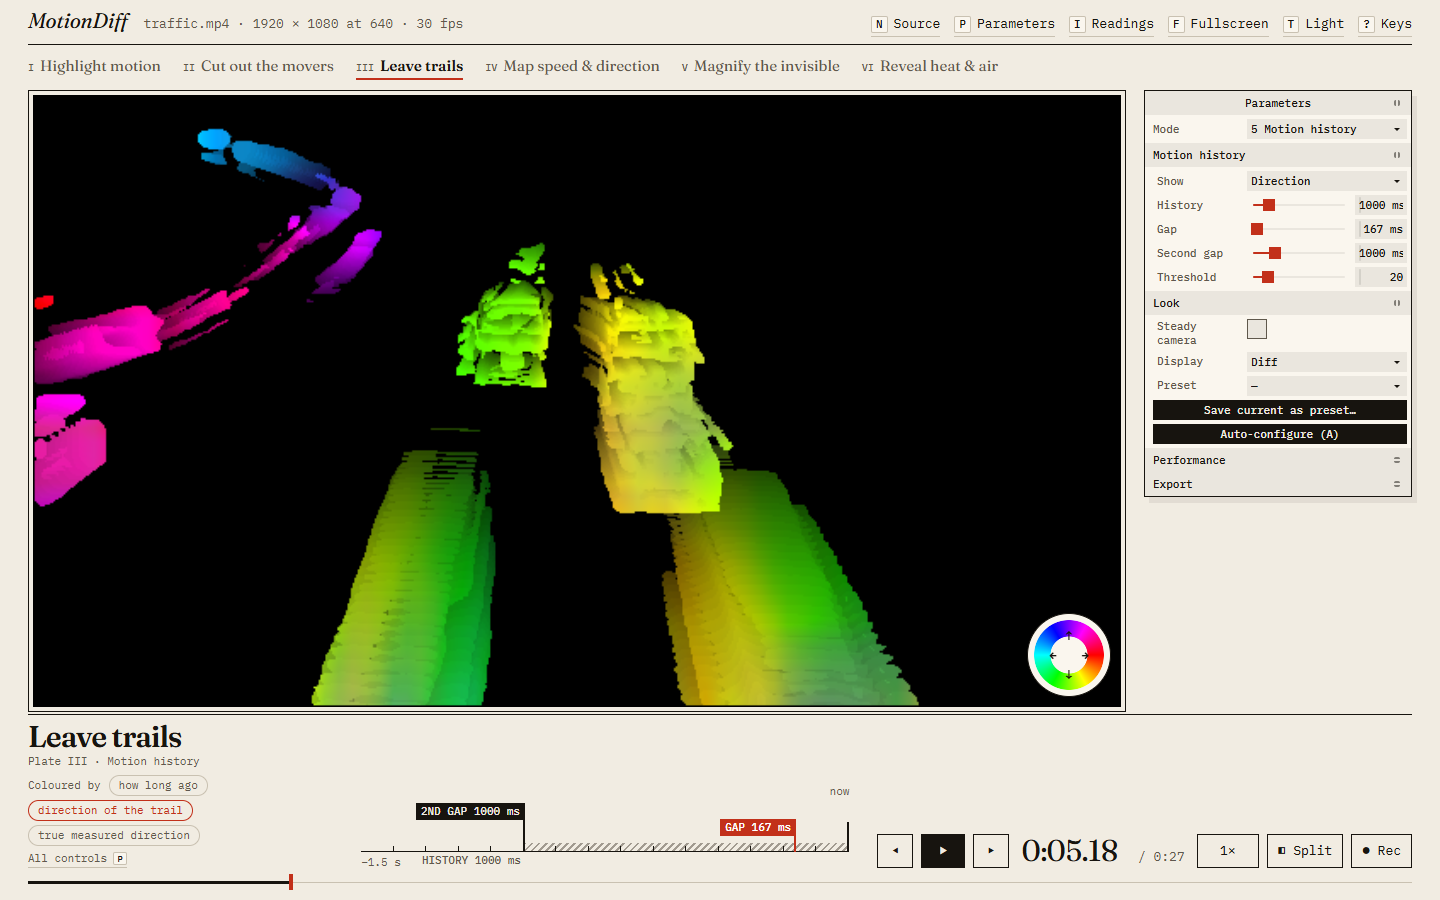 MotionDiff traffic.mp4 · 1920 × 1080 at 640 · 30 fps N Source P Parameters I Readings F Fullscreen T Light ? Keys
I Highlight motion II Cut out the movers III Leave trails IV Map speed & direction V Magnify the invisible VI Reveal heat & air
Parameters
Mode 5 Motion history
Motion history
Show Direction
History 1000 ms
Gap 167 ms
Second gap 1000 ms
Threshold 20
Look
Steady
camera
Display Diff
Preset —
Save current as preset…
Auto-configure (A)
Performance
Export
Leave trails
Plate III · Motion history
Coloured by how long ago
direction of the trail
true measured direction
All controls P
now
2ND GAP 1000 ms
GAP 167 ms
−1.5 s HISTORY 1000 ms
0:05.18 / 0:27 1× Split Rec